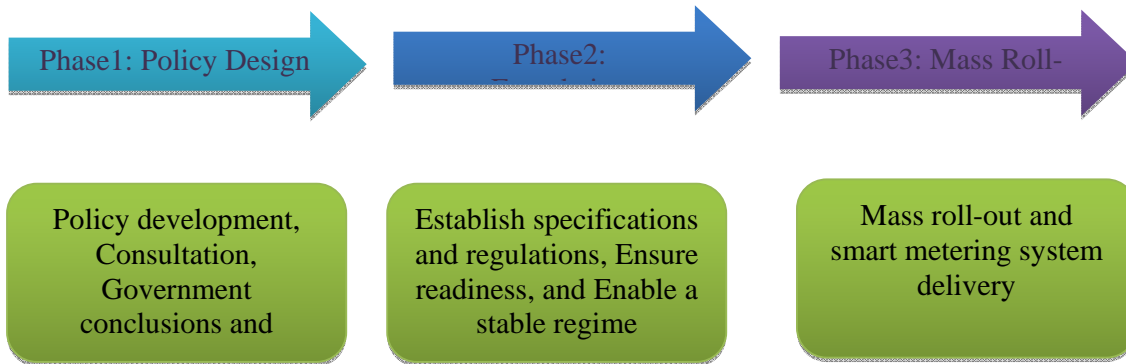 Phase1: Policy Design
Phase2:
Phase3: Mass Roll-
Policy development,
Consultation,
Government
conclusions and
Establish specifications
and regulations, Ensure
readiness, and Enable a
stable regime
Mass roll-out and
smart metering system
delivery